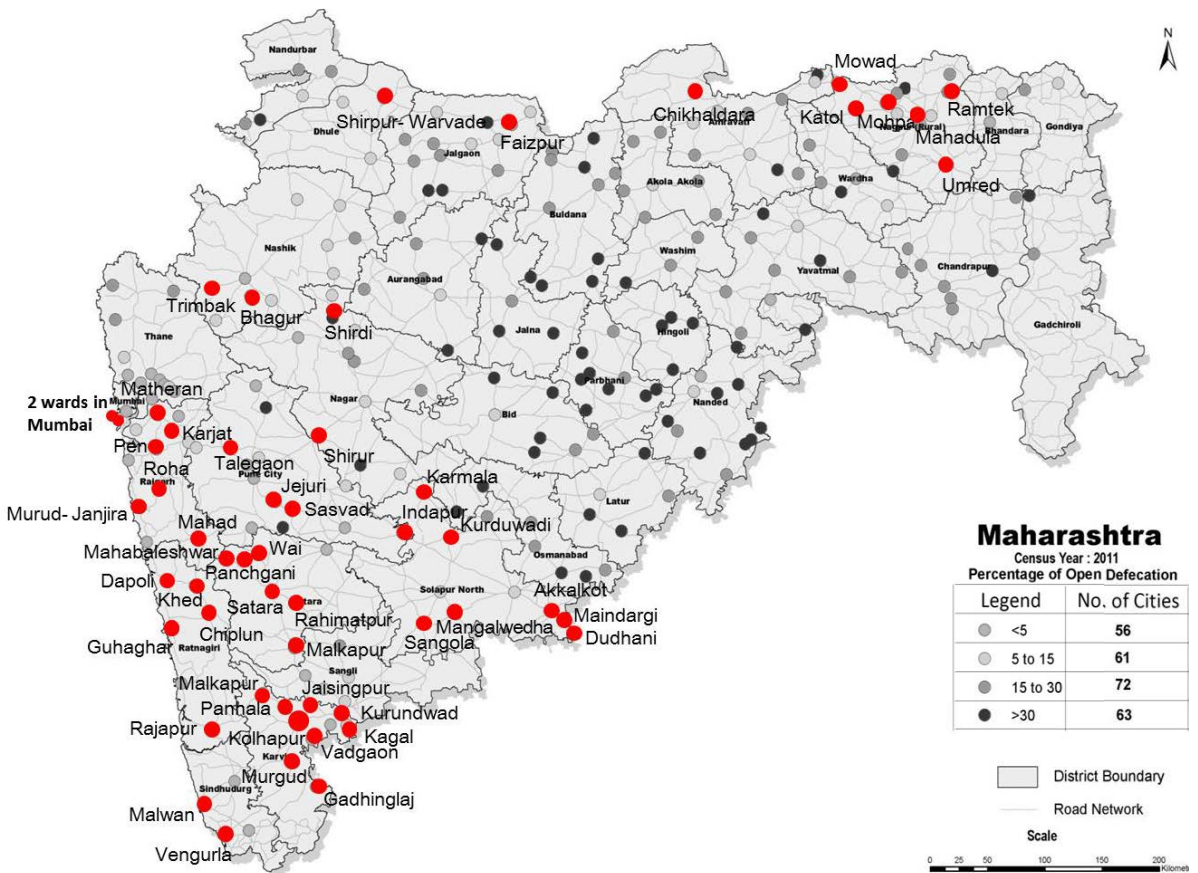 Nandurbar
N
Mowad
Shirpur- Warvade
Chikhaldara
Ramtek
Katol
Mohpa
Mahadula
Amravati
Nagpur (Rural)
Bhandara
Gondiya
Dhule
Faizpur
Jalgaon
Umred
Wardha
Akola Akola
Buldana
Nashik
Washim
Yavatmal
Chandrapur
Aurangabad
Trimbak
Bhagur
Shirdi
Jalna
Hingoli
Gadchiroli
Thane
Parbhani
Nanded
Matheran
Mumbai
2 wards in
Mumbai
Nagar
Bid
Karjat
Pen
Talegaon
Shirur
Roha
Pune City
Karmala
Latur
Jejuri
Murud- Janjira
Sasvad
Indapur
Kurduwadi
Mahad
Wai
Osmanabad
Mahabaleshwar
Panchgani
Dapoli
Khed
Satara
Solapur North
Akkalkot
Rahimatpur
Mangalwedha
Maindargi
Chiplun
Sangola
Dudhani
Guhaghar
Ratnagiri
Malkapur
Sangli
Malkapur
Jaisingpur
Panhala
Kurundwad
Rajapur
Kolhapur
Kagal
Vadgaon
Murgud
Sindhudurg
Gadhinglaj
Malwan
Vengurla
Maharashtra
Census Year : 2011
Percentage of Open Defecation
Legend No. of Cities
<5 56
5 to 15 61
15 to 30 72
>30 63
District Boundary
Road Network
Scale
0 25 50 100 150 200